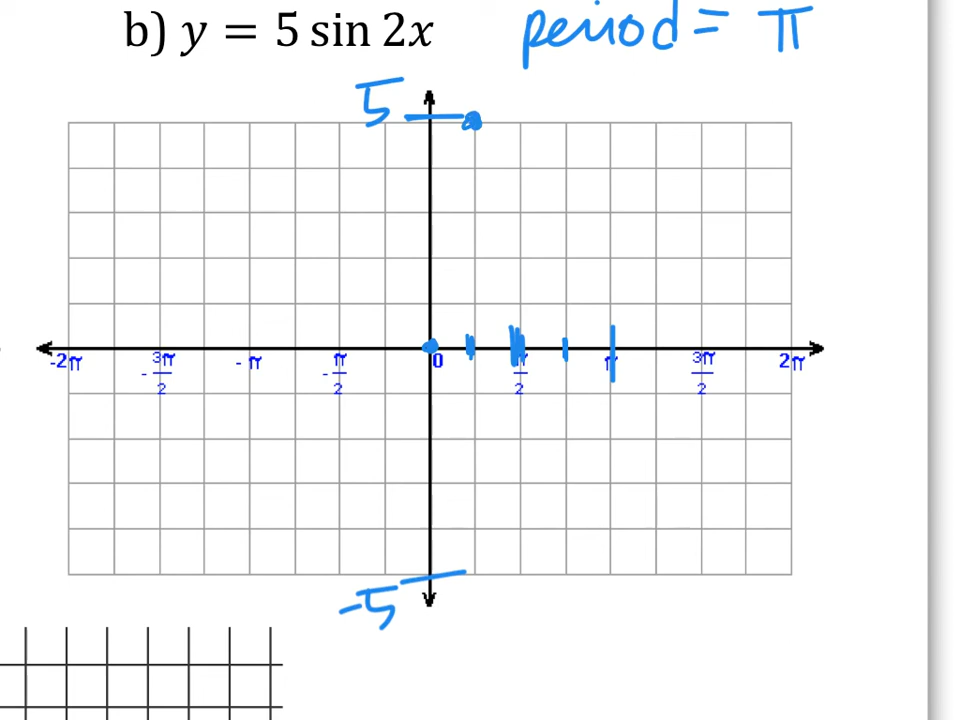 b) y = 5 sin 2x period = π
5
-2π -3π/2 -π -π/2 0 π/2 π 3π/2 2π
-5